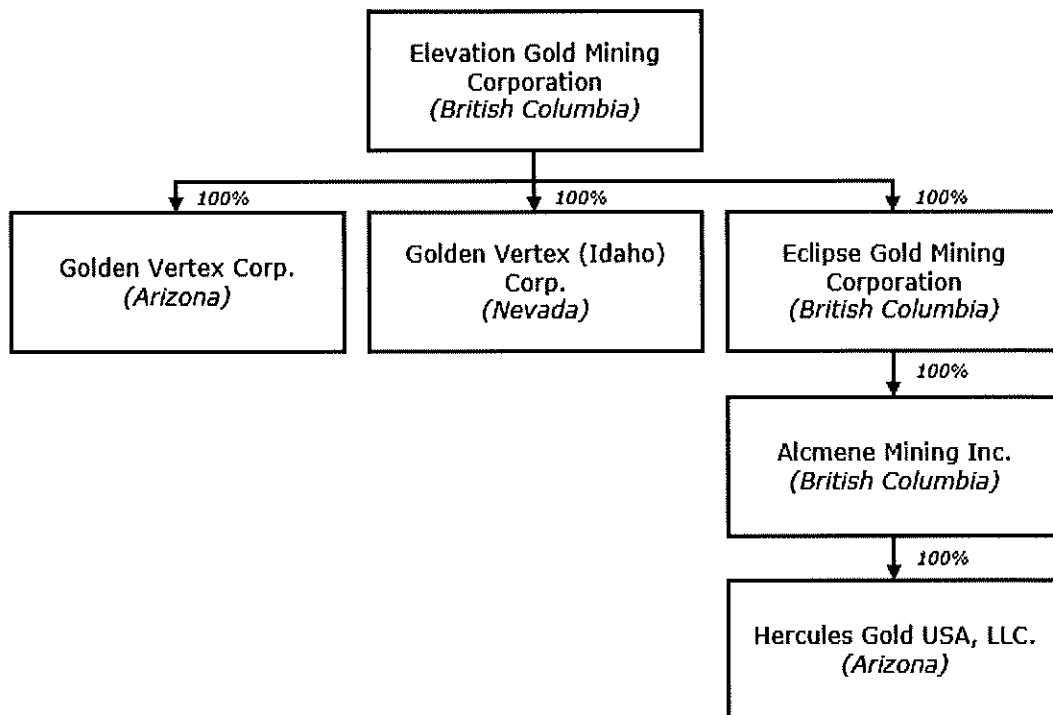 Elevation Gold Mining
Corporation
(British Columbia)
100%
100%
100%
Golden Vertex Corp.
(Arizona)
Golden Vertex (Idaho)
Corp.
(Nevada)
Eclipse Gold Mining
Corporation
(British Columbia)
100%
Alcmene Mining Inc.
(British Columbia)
100%
Hercules Gold USA, LLC.
(Arizona)